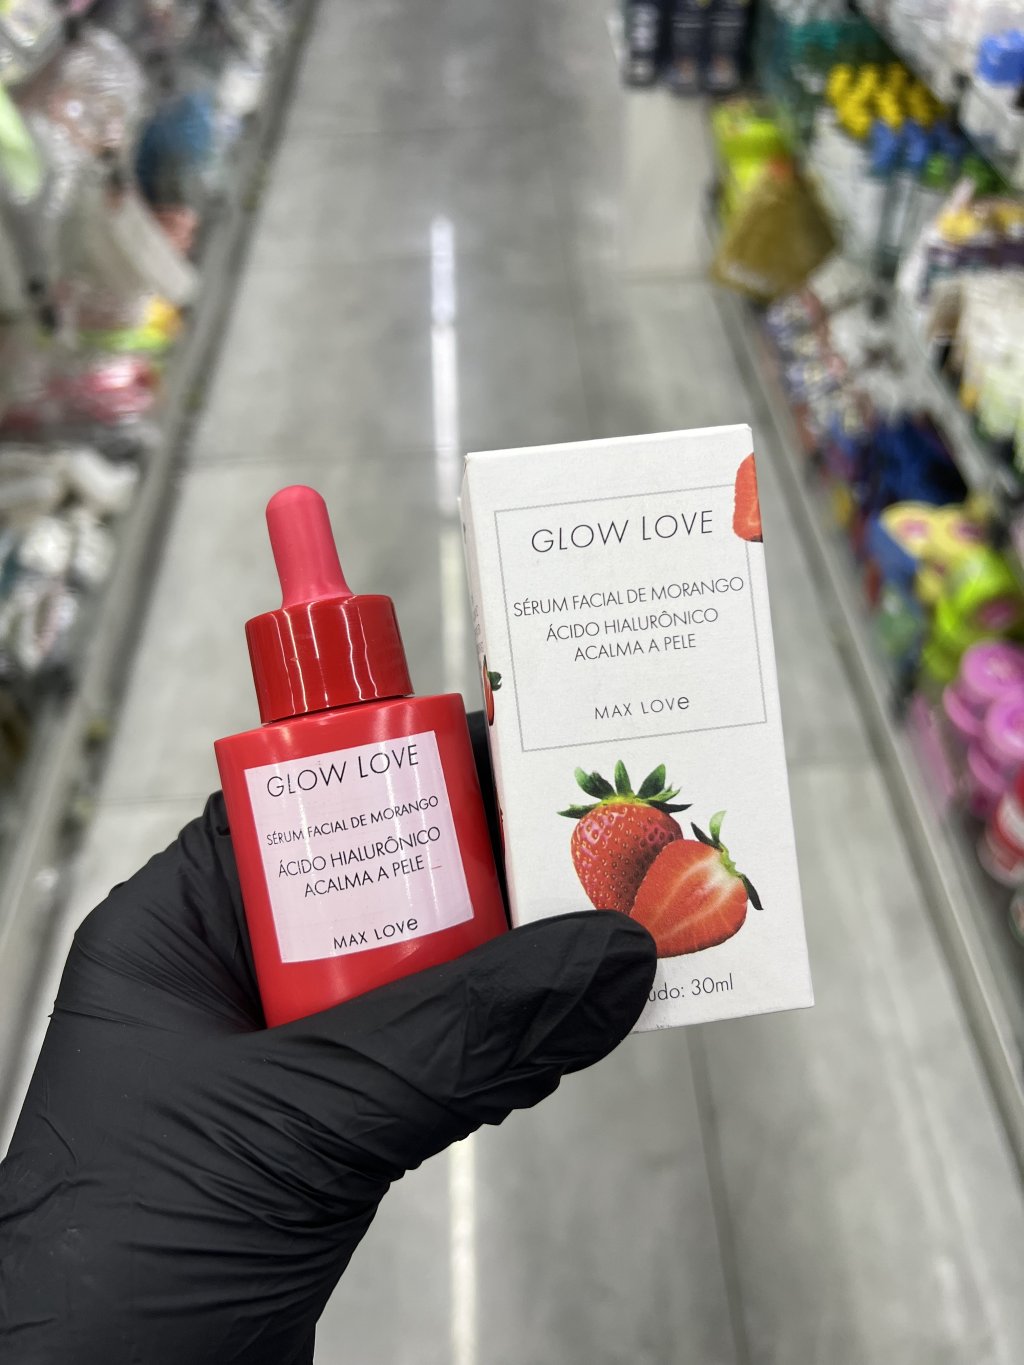 GLOW LOVE
SÉRUM FACIAL DE MORANGO
ÁCIDO HIALURÔNICO
ACALMA A PELE
MAX LOVe
GLOW LOVE
SÉRUM FACIAL DE MORANGO
ÁCIDO HIALURÔNICO
ACALMA A PELE
MAX LOVe
30ml